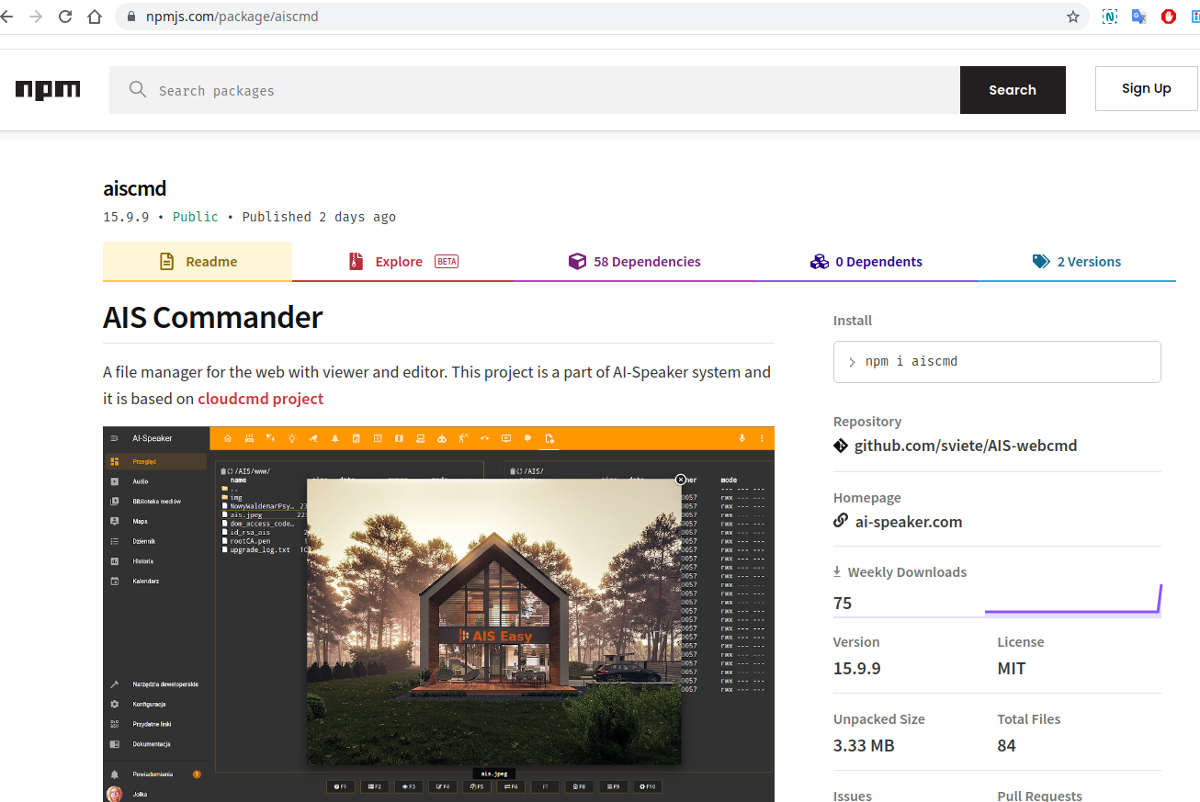 npmjs.com/package/aiscmd
npm
Search packages
Search
Sign Up
aiscmd
15.9.9 • Public • Published 2 days ago
Readme
Explore BETA
58 Dependencies
0 Dependents
2 Versions
AIS Commander
A file manager for the web with viewer and editor. This project is a part of AI-Speaker system and
it is based on cloudcmd project
AI-Speaker
Przegląd
Audio
Biblioteka mediów
Mapa
Dziennik
Historia
Kalendarz
Narzędzia deweloperskie
Konfiguracja
Przydatne linki
Dokumentacja
Powiadomienia 1
Jolka
/AIS/www/
name
..
img
NowyWaldemarPsy...
ais.jpeg
dom_access_code...
id_rsa_ais
rootCA.pen
upgrade_log.txt
/AIS/
mode
AIS Easy
ais.jpeg
F1
F2
F3
F4
F5
F6
F7
F8
F9
F10
Install
> npm i aiscmd
Repository
github.com/sviete/AIS-webcmd
Homepage
ai-speaker.com
Weekly Downloads
75
Version
15.9.9
License
MIT
Unpacked Size
3.33 MB
Total Files
84
Issues
Pull Requests